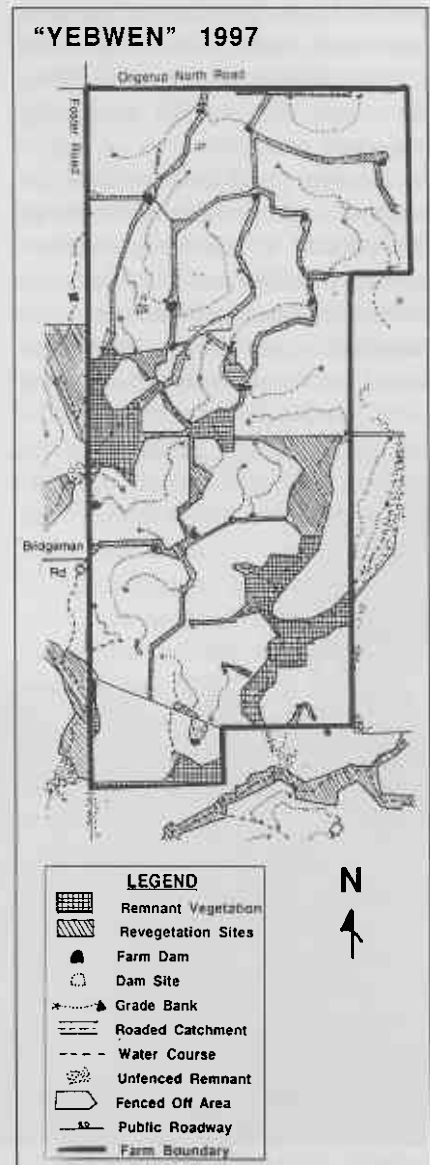 "YEBWEN" 1997
Ongerup North Road
Foster Road
Bridgeman
Rd
LEGEND
Remnant Vegetation
Revegetation Sites
Farm Dam
Dam Site
Grade Bank
Roaded Catchment
Water Course
Unfenced Remnant
Fenced Off Area
Public Roadway
Farm Boundary
N